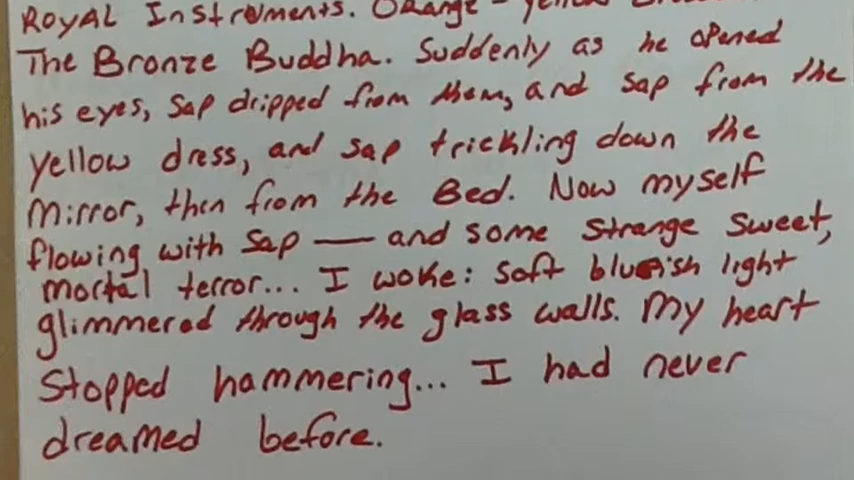 ROYAL Instruments. Orange - yellow
The Bronze Buddha. Suddenly as he opened
his eyes, sap dripped from them, and sap from the
yellow dress, and sap trickling down the
mirror, then from the Bed. Now myself
flowing with sap — and some strange sweet,
mortal terror... I woke: soft bluish light
glimmered through the glass walls. My heart
stopped hammering... I had never
dreamed before.